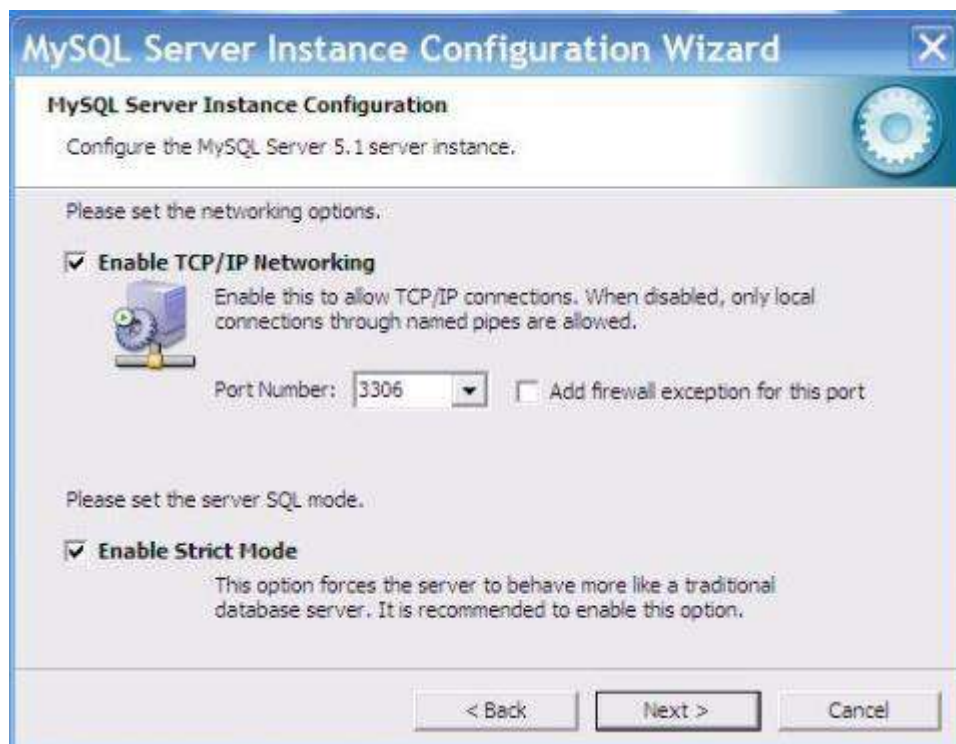 MySQL Server Instance Configuration Wizard
MySQL Server Instance Configuration
Configure the MySQL Server 5.1 server instance.
Please set the networking options.
Enable TCP/IP Networking
Enable this to allow TCP/IP connections. When disabled, only local
connections through named pipes are allowed.
Port Number: 3306 Add firewall exception for this port
Please set the server SQL mode.
Enable Strict Mode
This option forces the server to behave more like a traditional
database server. It is recommended to enable this option.
< Back Next > Cancel